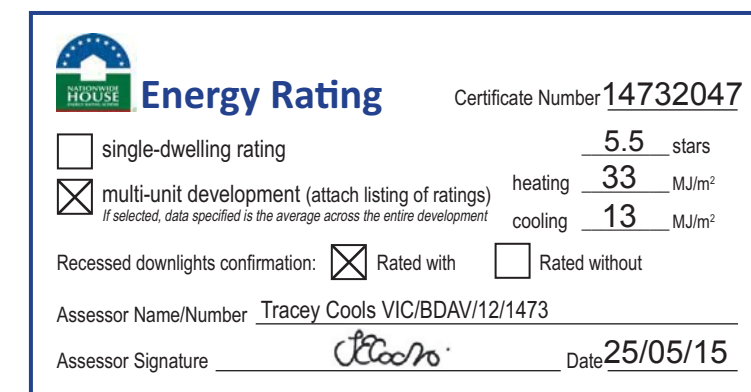 NATIONWIDE
HOUSE
ENERGY RATING SCHEME
Energy Rating
Certificate Number 14732047
single-dwelling rating
5.5 stars
multi-unit development (attach listing of ratings)
If selected, data specified is the average across the entire development
heating 33 MJ/m²
cooling 13 MJ/m²
Recessed downlights confirmation: Rated with Rated without
Assessor Name/Number Tracey Cools VIC/BDAV/12/1473
Assessor Signature Date 25/05/15